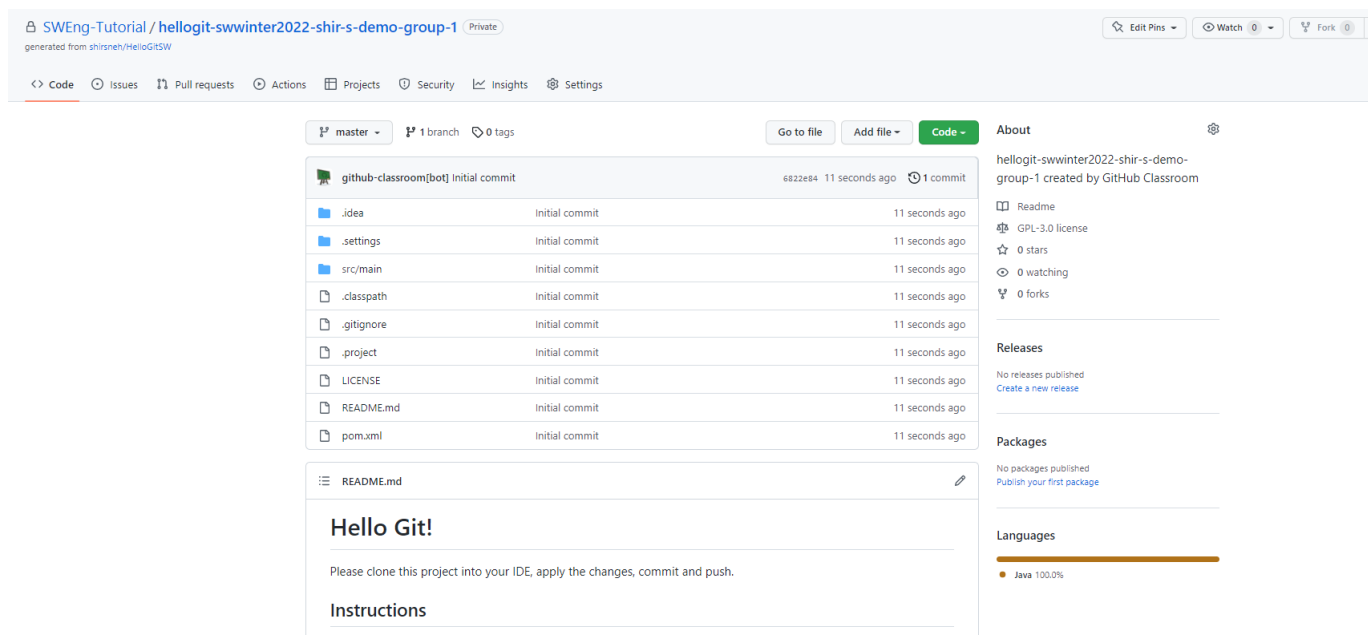 SWEng-Tutorial / hellogit-swwinter2022-shir-s-demo-group-1 Private
Edit Pins Watch 0 Fork 0
generated from shirsneh/HelloGitSW
Code Issues Pull requests Actions Projects Security Insights Settings
master 1 branch 0 tags Go to file Add file Code
github-classroom[bot] Initial commit 6822e84 11 seconds ago 1 commit
.idea Initial commit 11 seconds ago
.settings Initial commit 11 seconds ago
src/main Initial commit 11 seconds ago
.classpath Initial commit 11 seconds ago
.gitignore Initial commit 11 seconds ago
.project Initial commit 11 seconds ago
LICENSE Initial commit 11 seconds ago
README.md Initial commit 11 seconds ago
pom.xml Initial commit 11 seconds ago
README.md
Hello Git!
Please clone this project into your IDE, apply the changes, commit and push.
Instructions
About
hellogit-swwinter2022-shir-s-demo-
group-1 created by GitHub Classroom
Readme
GPL-3.0 license
0 stars
0 watching
0 forks
Releases
No releases published
Create a new release
Packages
No packages published
Publish your first package
Languages
Java 100.0%